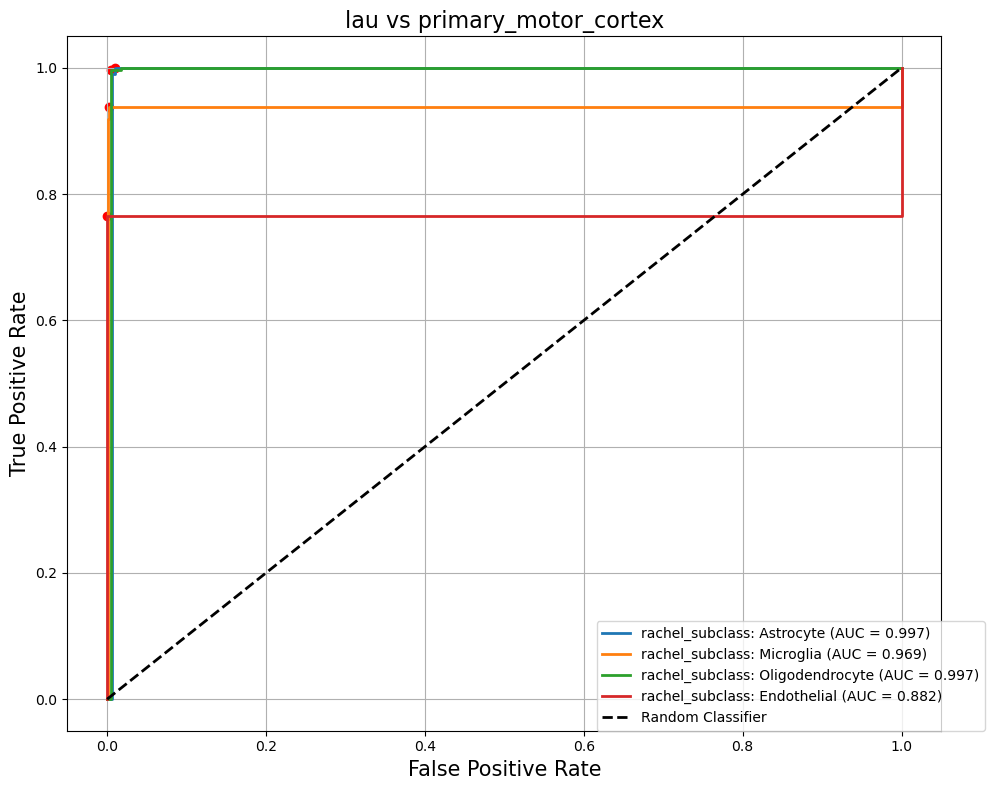 lau vs primary_motor_cortex
True Positive Rate
1.0
0.8
0.6
0.4
0.2
0.0
0.0 0.2 0.4 0.6 0.8 1.0
False Positive Rate
rachel_subclass: Astrocyte (AUC = 0.997)
rachel_subclass: Microglia (AUC = 0.969)
rachel_subclass: Oligodendrocyte (AUC = 0.997)
rachel_subclass: Endothelial (AUC = 0.882)
Random Classifier